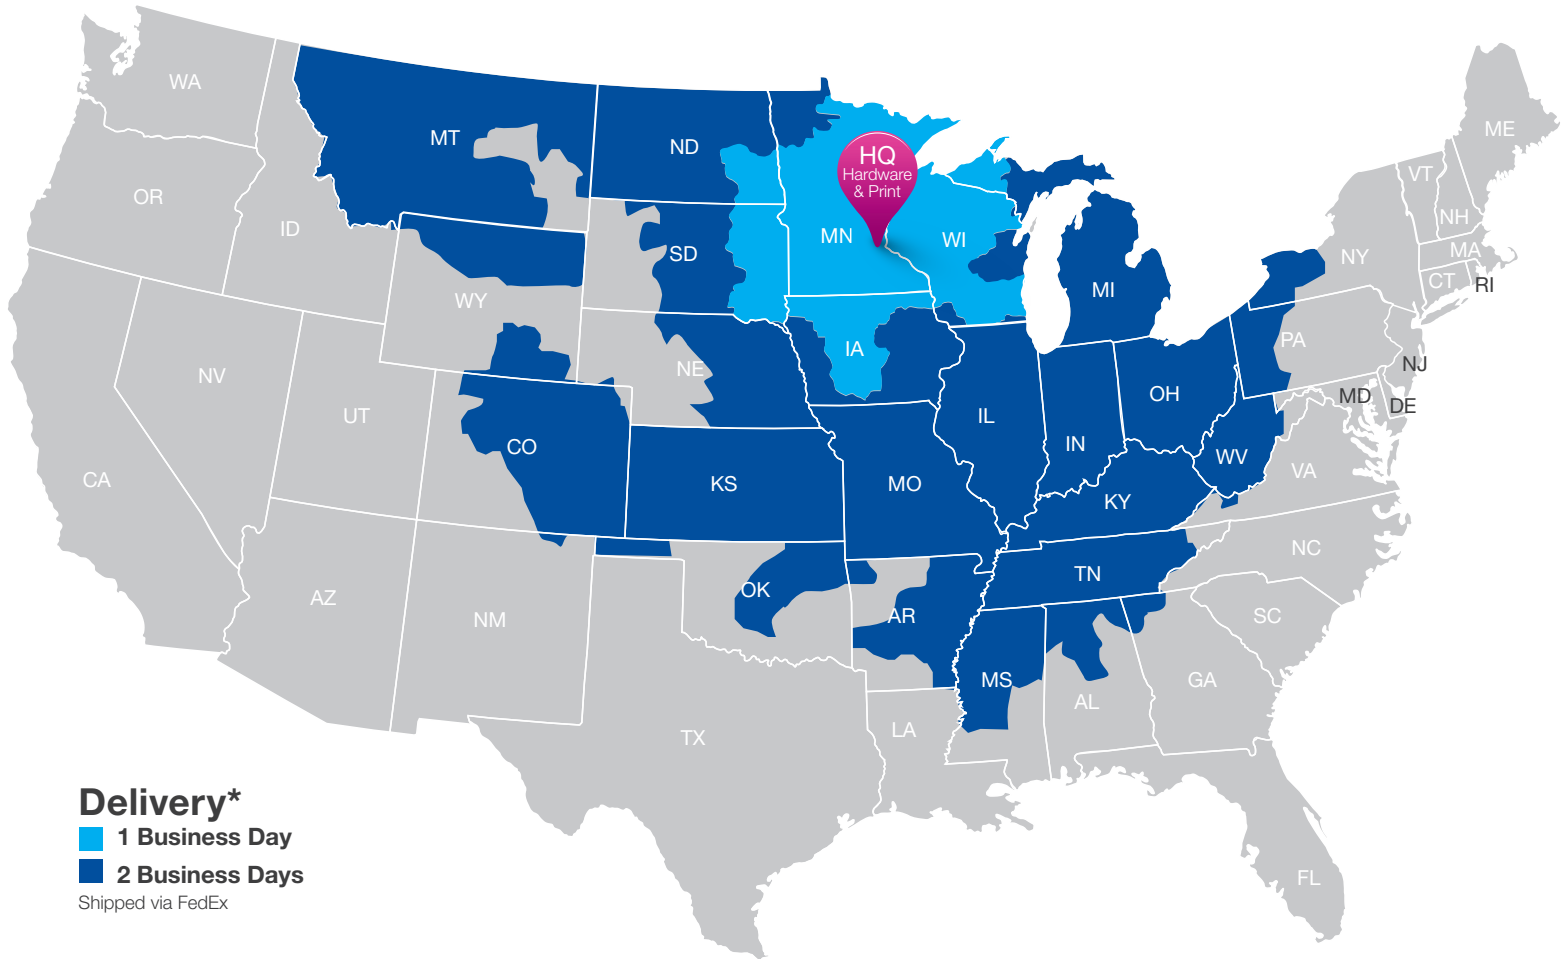 WA
MT
ND
ME
OR
ID
HQ
Hardware
& Print
MN
WI
VT
NH
NY
MA
CT
RI
SD
WY
MI
NV
NE
IA
PA
NJ
UT
CO
IL
OH
MD
DE
CA
KS
MO
IN
WV
VA
KY
AZ
NM
OK
AR
TN
NC
SC
TX
LA
MS
AL
GA
FL
Delivery*
1 Business Day
2 Business Days
Shipped via FedEx